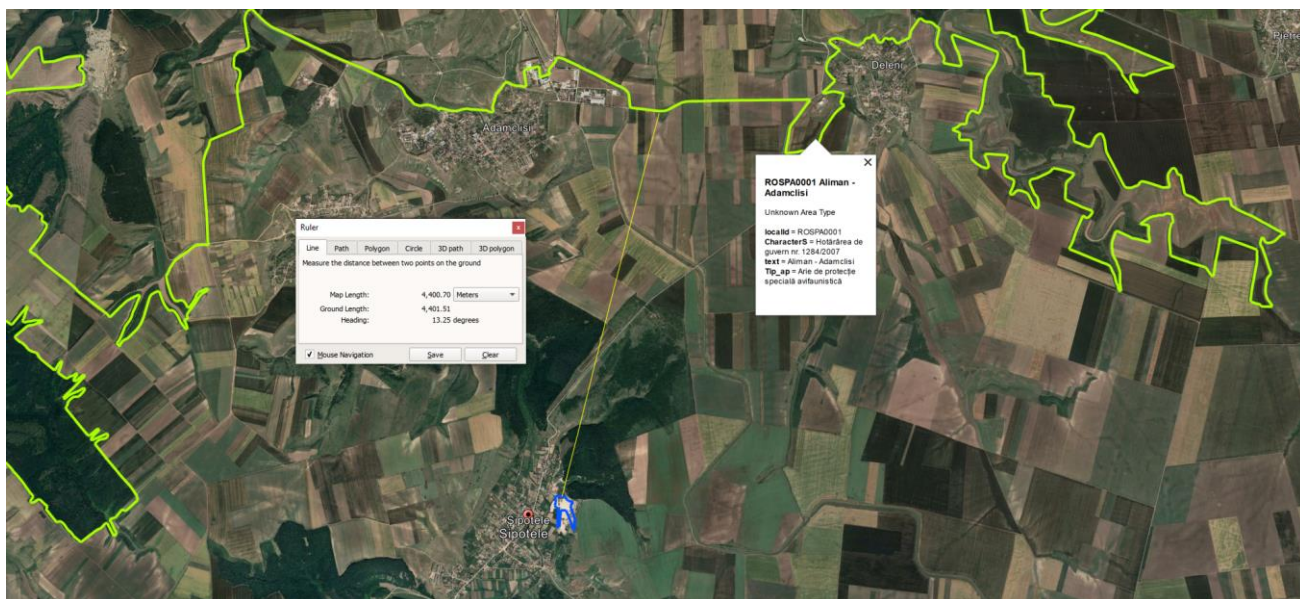 Pietre
Deleni
Adamclisi
ROSPA0001 Aliman -
Adamclisi
Unknown Area Type
localId = ROSPA0001
CharacterS = Hotărârea de
guvern nr. 1284/2007
text = Aliman - Adamclisi
Tip_ap = Arie de protecție
specială avifaunistică
Ruler
Line Path Polygon Circle 3D path 3D polygon
Measure the distance between two points on the ground
Map Length: 4,400.70 Meters
Ground Length: 4,401.51
Heading: 13.25 degrees
Mouse Navigation Save Clear
Șipotele
Șipotele